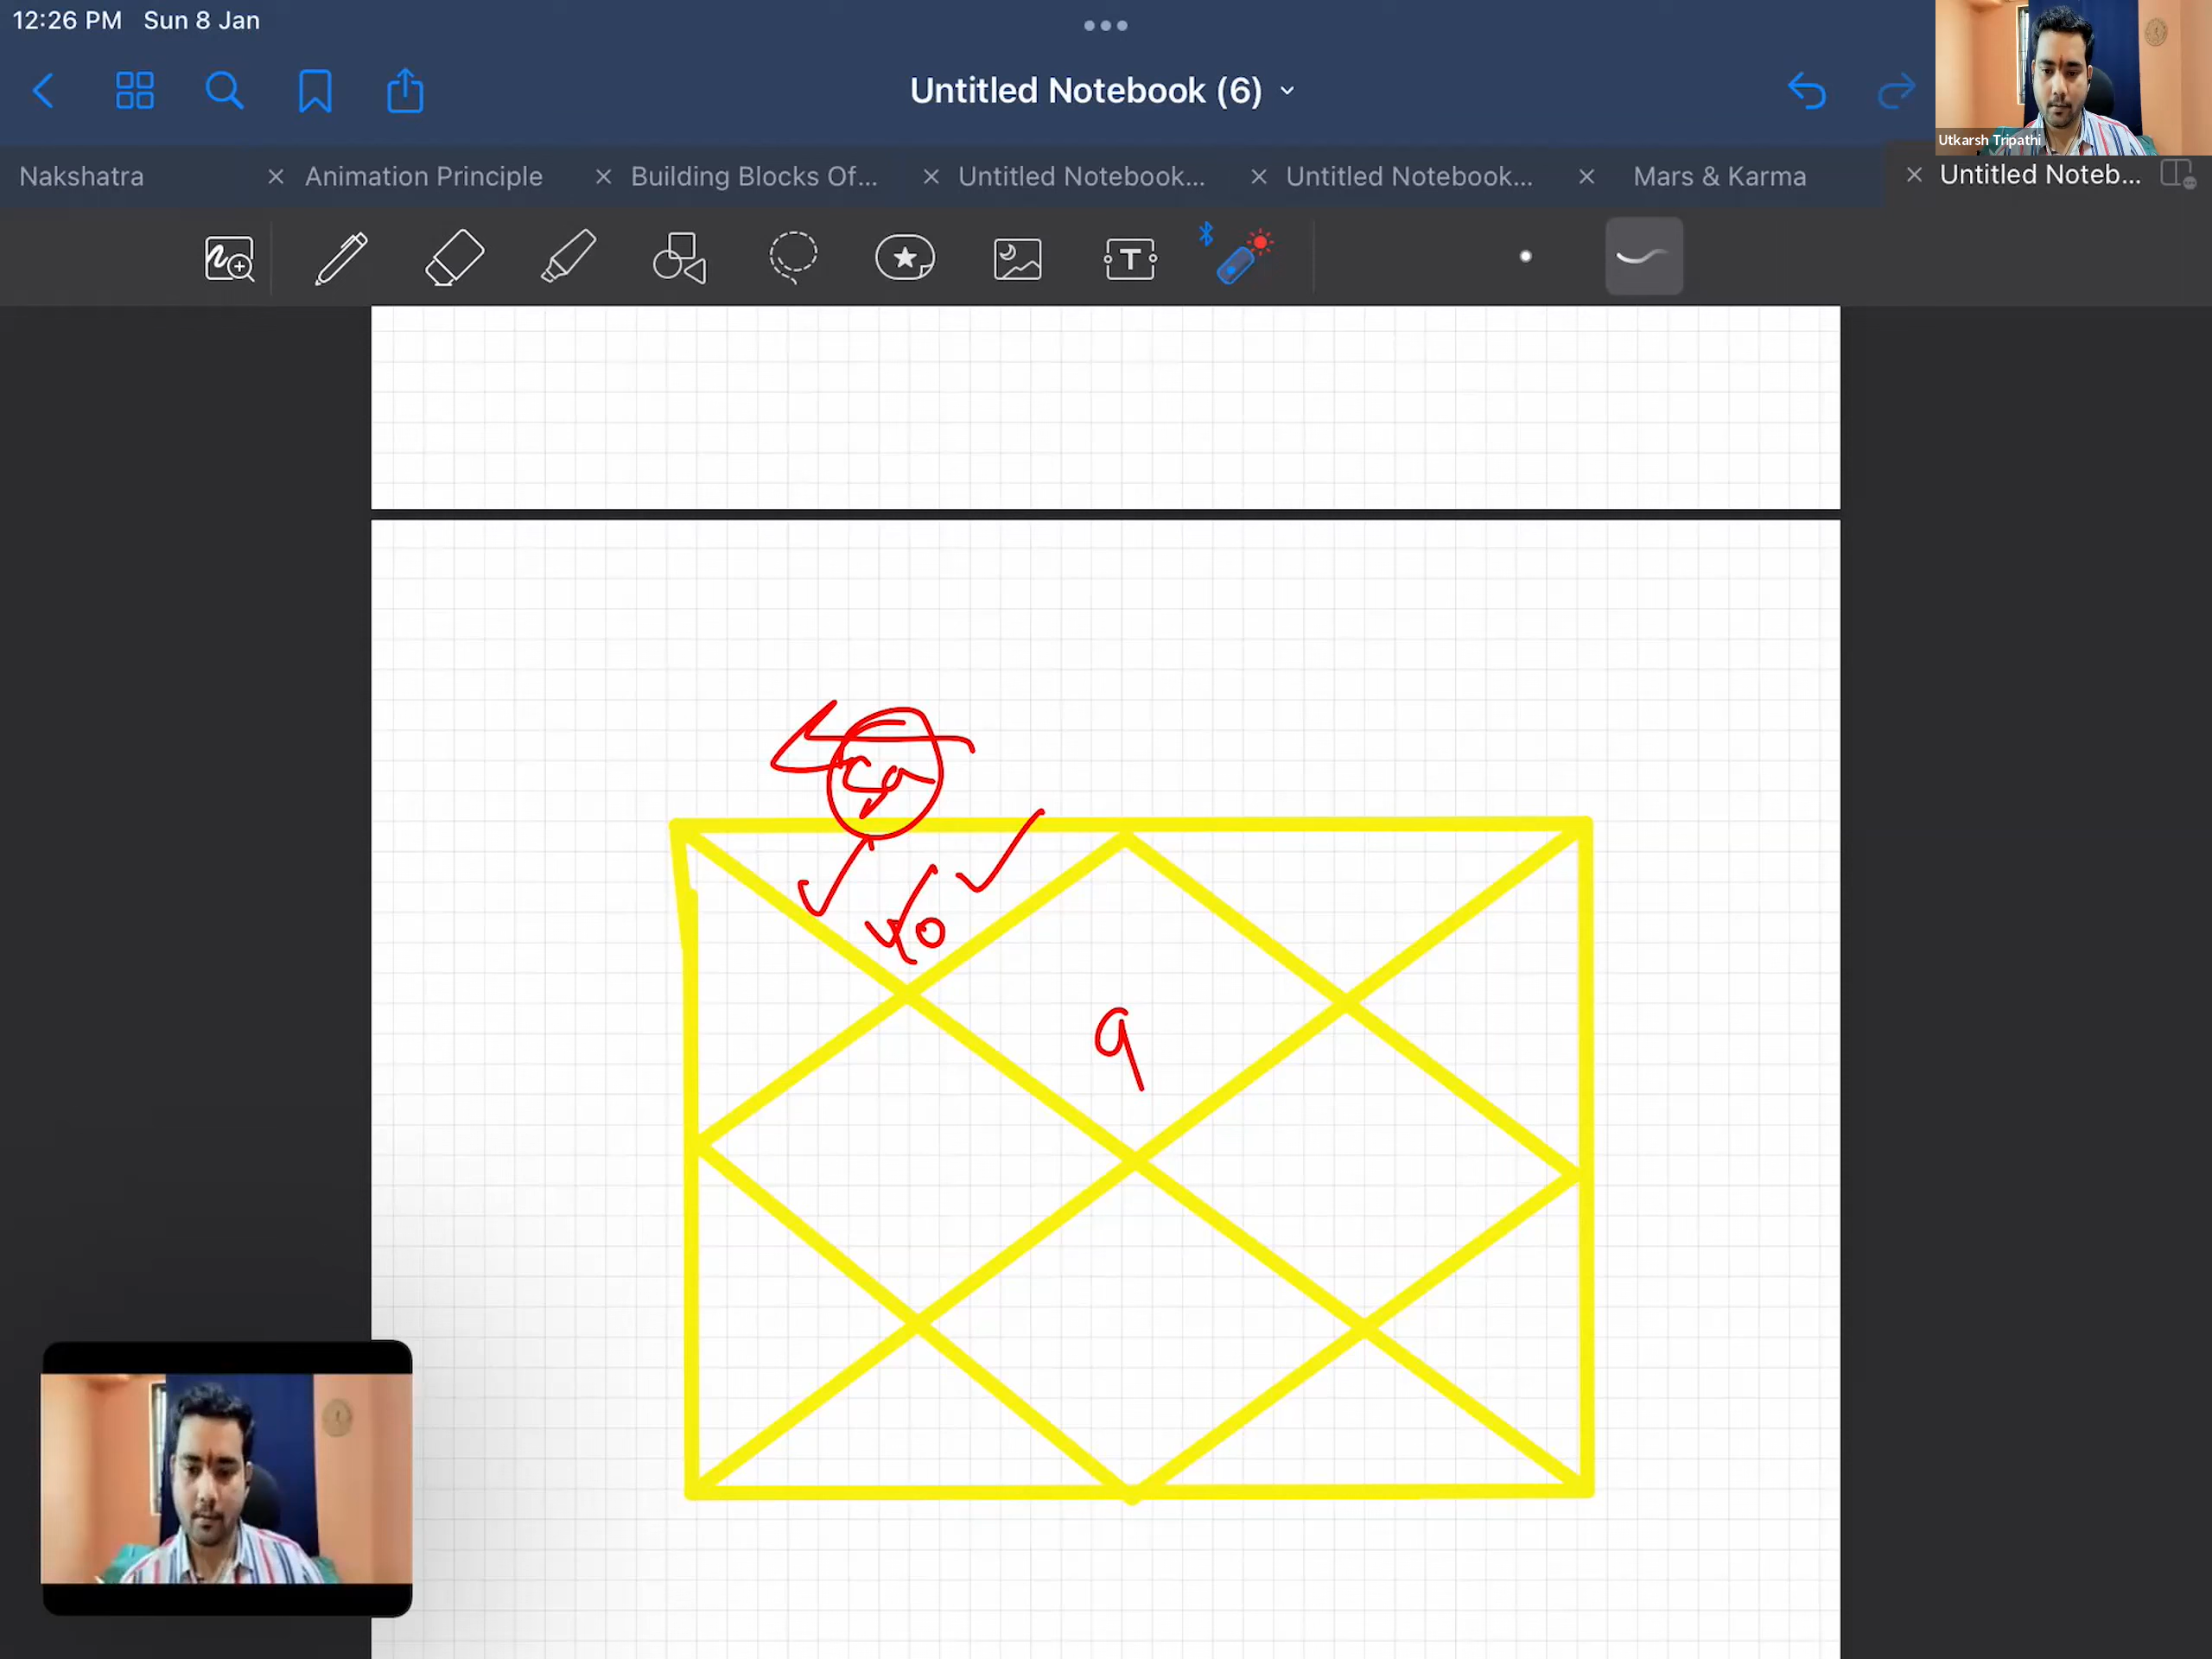 12:26 PM Sun 8 Jan
Untitled Notebook (6)
Utkarsh Tripathi
Nakshatra
Animation Principle
Building Blocks Of...
Untitled Notebook...
Untitled Notebook...
Mars & Karma
Untitled Noteb...
T
10
9